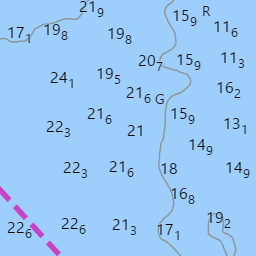 21₉
15₉ R
17₁ 19₈ 19₈ 11₆
20₇ 15₉ 11₃
24₁ 19₅ 16₂
21₆ G
22₃ 21₆ 21 15₉ 13₁
14₉
22₃ 21₆ 18 14₉
16₈
22₆ 22₆ 21₃ 17₁ 19₂